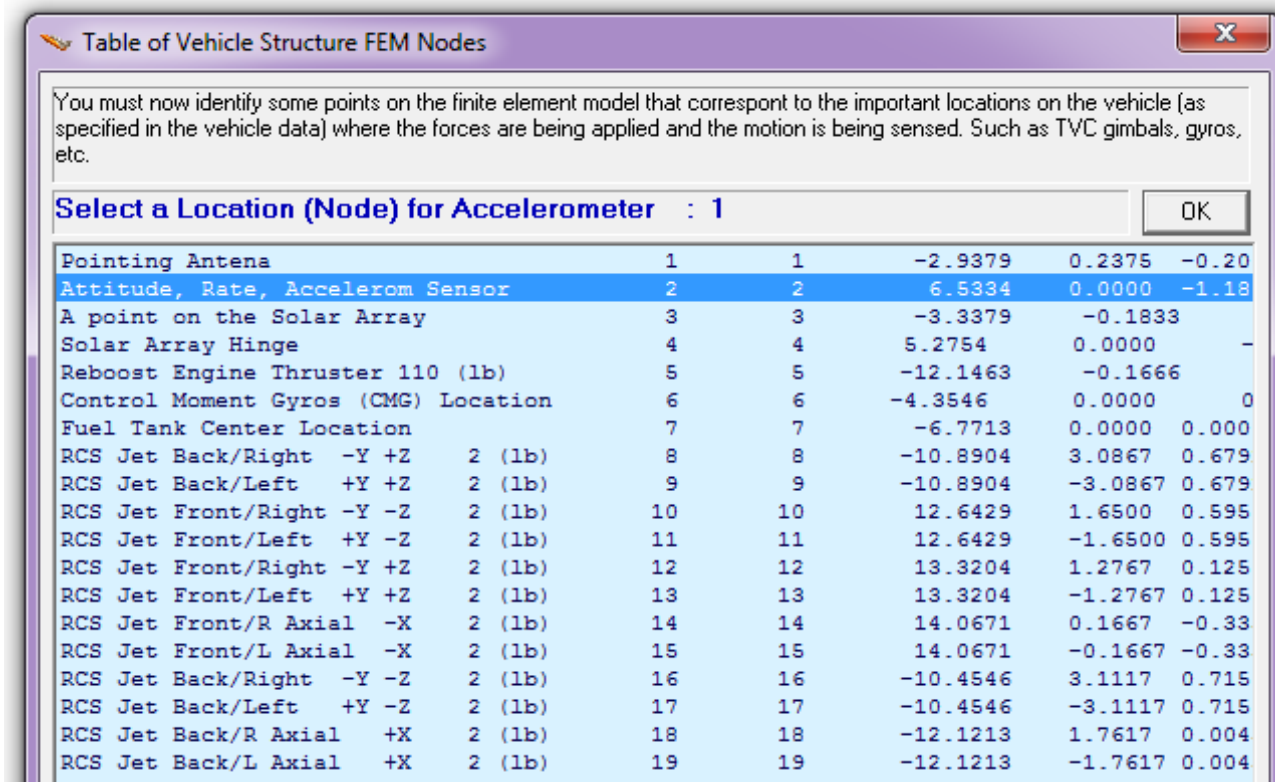 Table of Vehicle Structure FEM Nodes
You must now identify some points on the finite element model that correspont to the important locations on the vehicle (as
specified in the vehicle data) where the forces are being applied and the motion is being sensed. Such as TVC gimbals, gyros,
etc.
Select a Location (Node) for Accelerometer : 1
OK
Pointing Antena 1 1 -2.9379 0.2375 -0.20
Attitude, Rate, Accelerom Sensor 2 2 6.5334 0.0000 -1.18
A point on the Solar Array 3 3 -3.3379 -0.1833
Solar Array Hinge 4 4 5.2754 0.0000 -
Reboost Engine Thruster 110 (lb) 5 5 -12.1463 -0.1666
Control Moment Gyros (CMG) Location 6 6 -4.3546 0.0000 0
Fuel Tank Center Location 7 7 -6.7713 0.0000 0.000
RCS Jet Back/Right -Y +Z 2 (lb) 8 8 -10.8904 3.0867 0.679
RCS Jet Back/Left +Y +Z 2 (lb) 9 9 -10.8904 -3.0867 0.679
RCS Jet Front/Right -Y -Z 2 (lb) 10 10 12.6429 1.6500 0.595
RCS Jet Front/Left +Y -Z 2 (lb) 11 11 12.6429 -1.6500 0.595
RCS Jet Front/Right -Y +Z 2 (lb) 12 12 13.3204 1.2767 0.125
RCS Jet Front/Left +Y +Z 2 (lb) 13 13 13.3204 -1.2767 0.125
RCS Jet Front/R Axial -X 2 (lb) 14 14 14.0671 0.1667 -0.33
RCS Jet Front/L Axial -X 2 (lb) 15 15 14.0671 -0.1667 -0.33
RCS Jet Back/Right -Y -Z 2 (lb) 16 16 -10.4546 3.1117 0.715
RCS Jet Back/Left +Y -Z 2 (lb) 17 17 -10.4546 -3.1117 0.715
RCS Jet Back/R Axial +X 2 (lb) 18 18 -12.1213 1.7617 0.004
RCS Jet Back/L Axial +X 2 (lb) 19 19 -12.1213 -1.7617 0.004